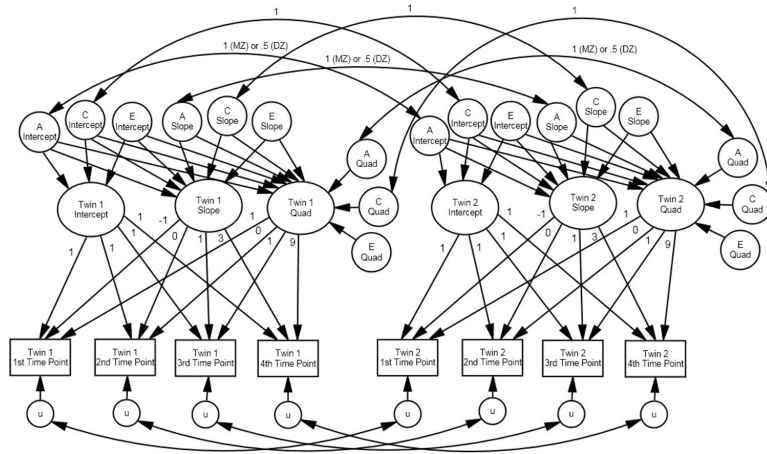 1
1
1
1 (MZ) or .5 (DZ)
1 (MZ) or .5 (DZ)
1 (MZ) or .5 (DZ)
A
Intercept
C
Intercept
E
Intercept
A
Slope
C
Slope
E
Slope
A
Quad
C
Quad
E
Quad
Twin 1
Intercept
Twin 1
Slope
Twin 1
Quad
1
1
1
1
-1
0
1
3
1
0
1
9
Twin 1
1st Time Point
Twin 1
2nd Time Point
Twin 1
3rd Time Point
Twin 1
4th Time Point
u
u
u
u
A
Intercept
C
Intercept
E
Intercept
A
Slope
C
Slope
E
Slope
A
Quad
C
Quad
E
Quad
Twin 2
Intercept
Twin 2
Slope
Twin 2
Quad
1
1
1
1
-1
0
1
3
1
0
1
9
Twin 2
1st Time Point
Twin 2
2nd Time Point
Twin 2
3rd Time Point
Twin 2
4th Time Point
u
u
u
u